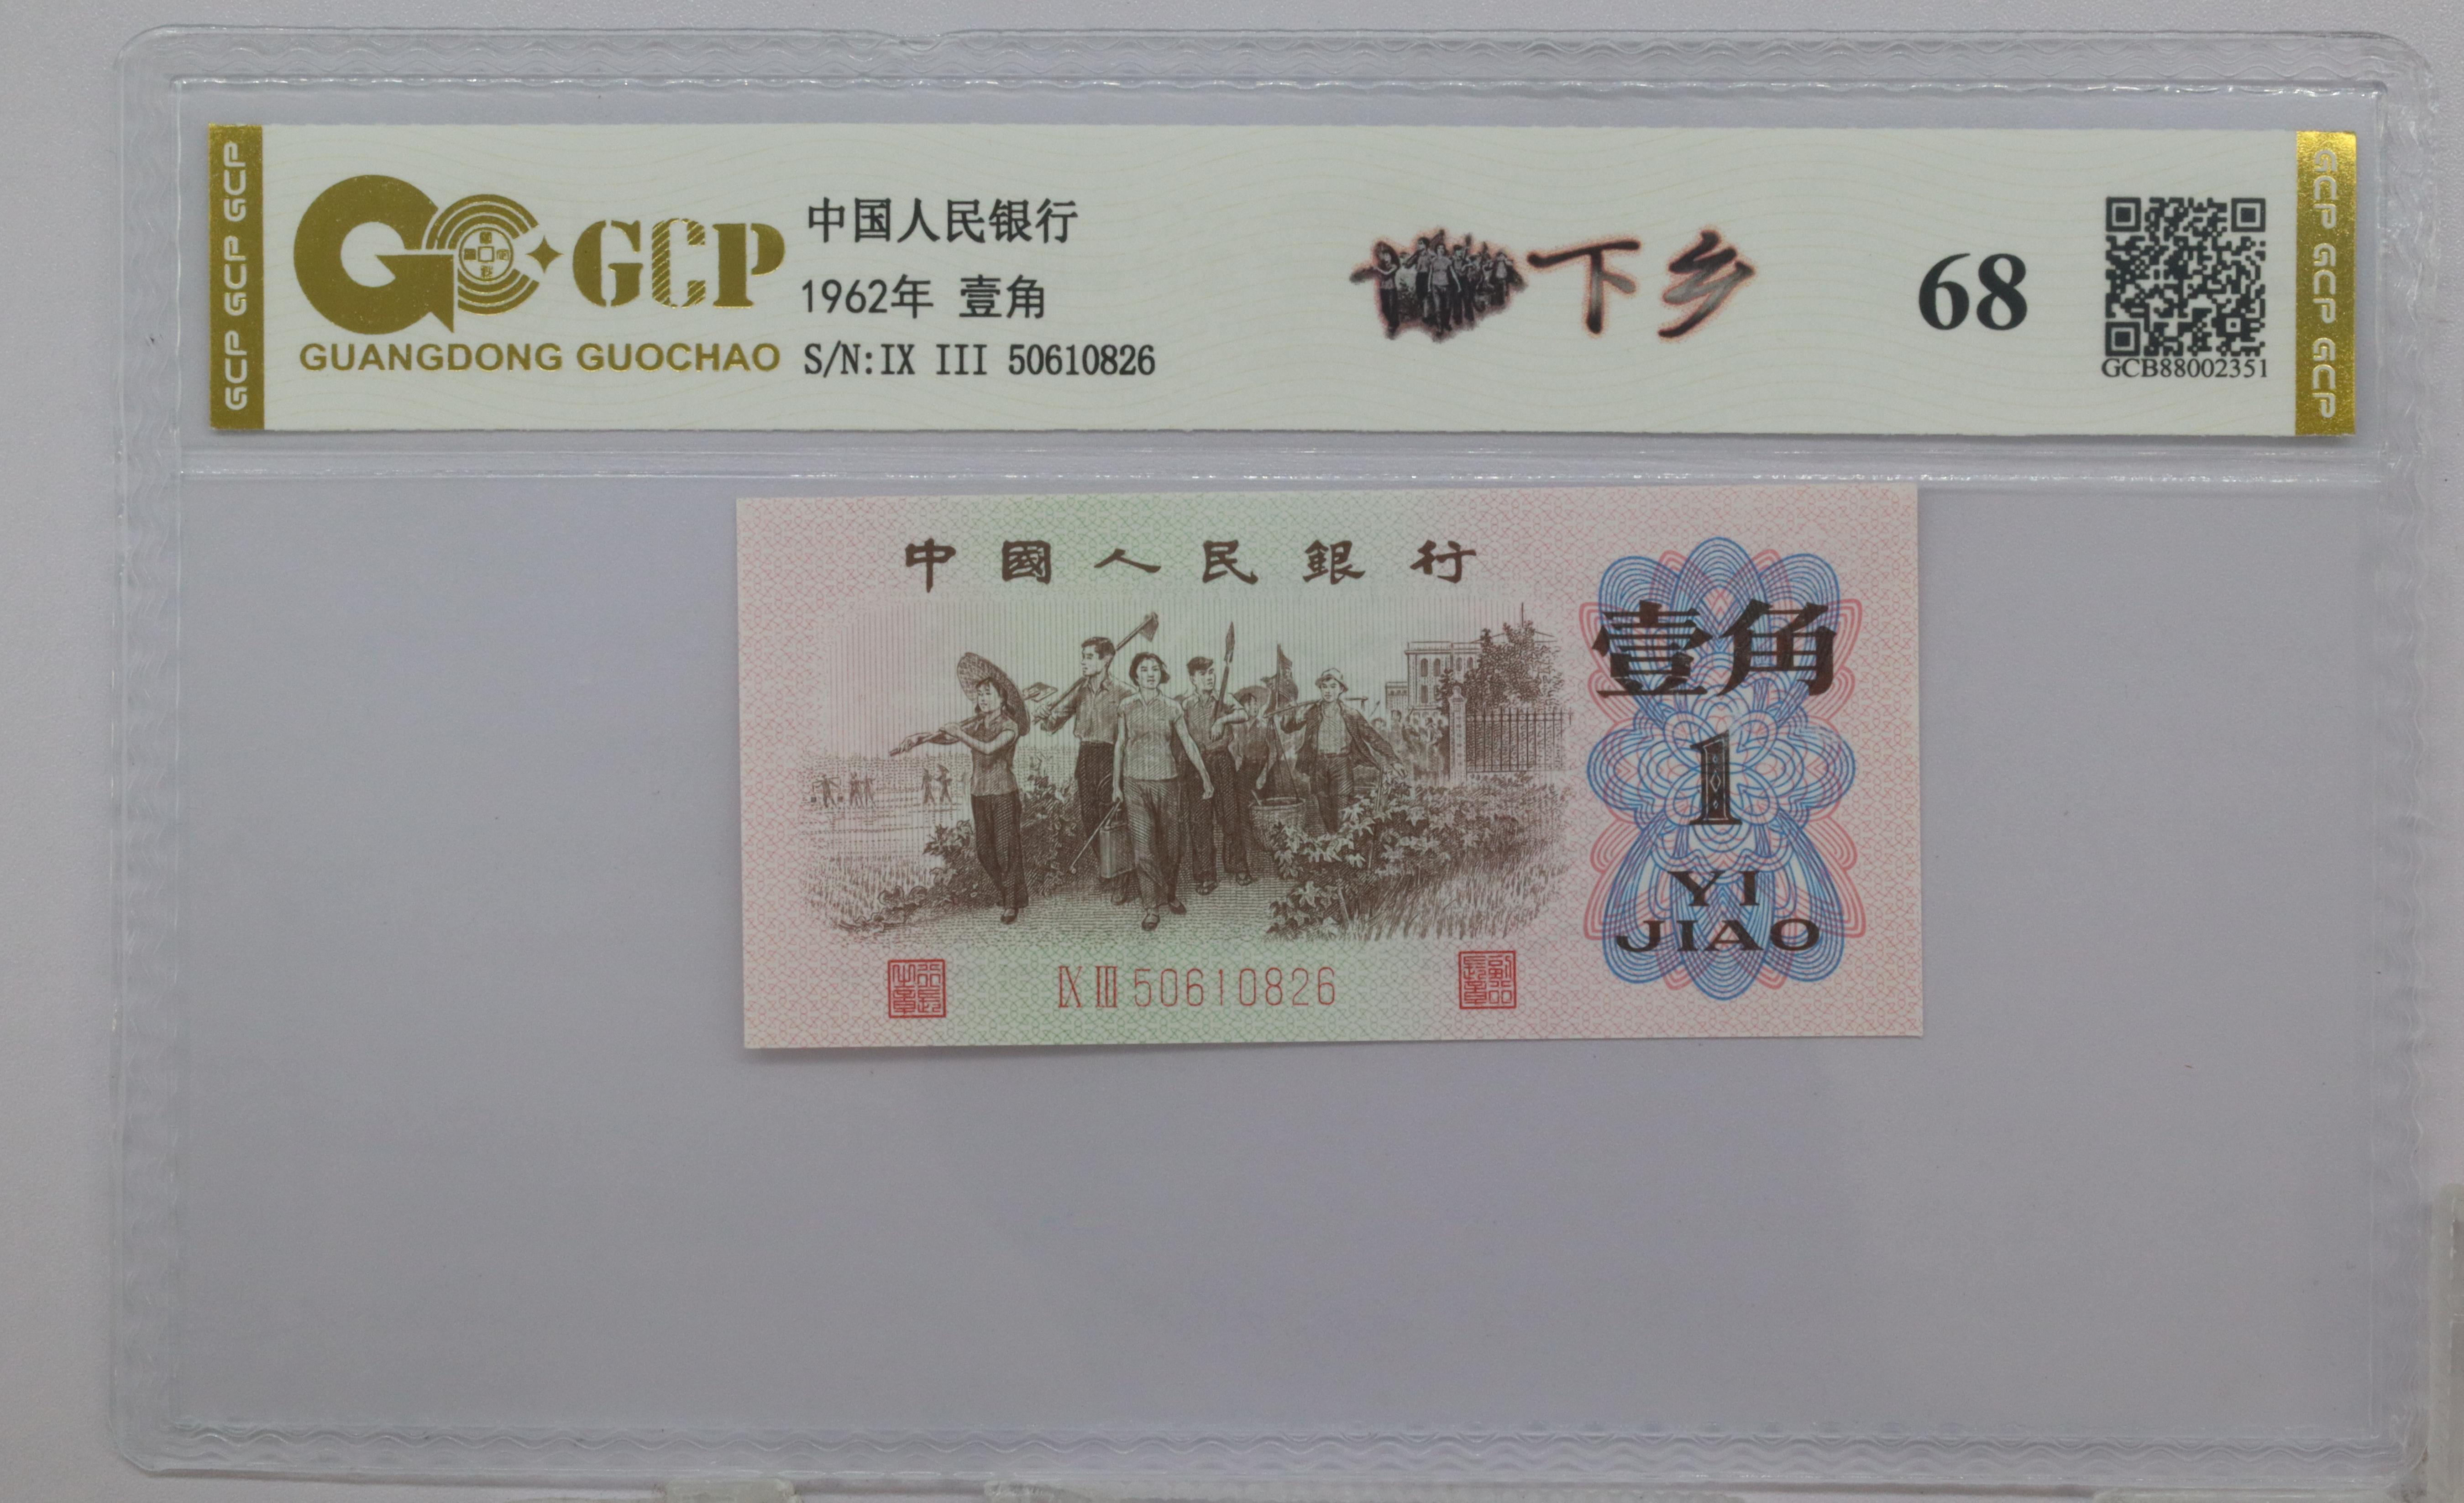 GCP GCP GCP
GCP
GUANGDONG GUOCHAO
中国人民银行
1962年 壹角
S/N:IX III 50610826
下乡
68
GCB88002351
GCP GCP GCP
中國人民銀行
壹角
1
YI
JIAO
IX III 50610826